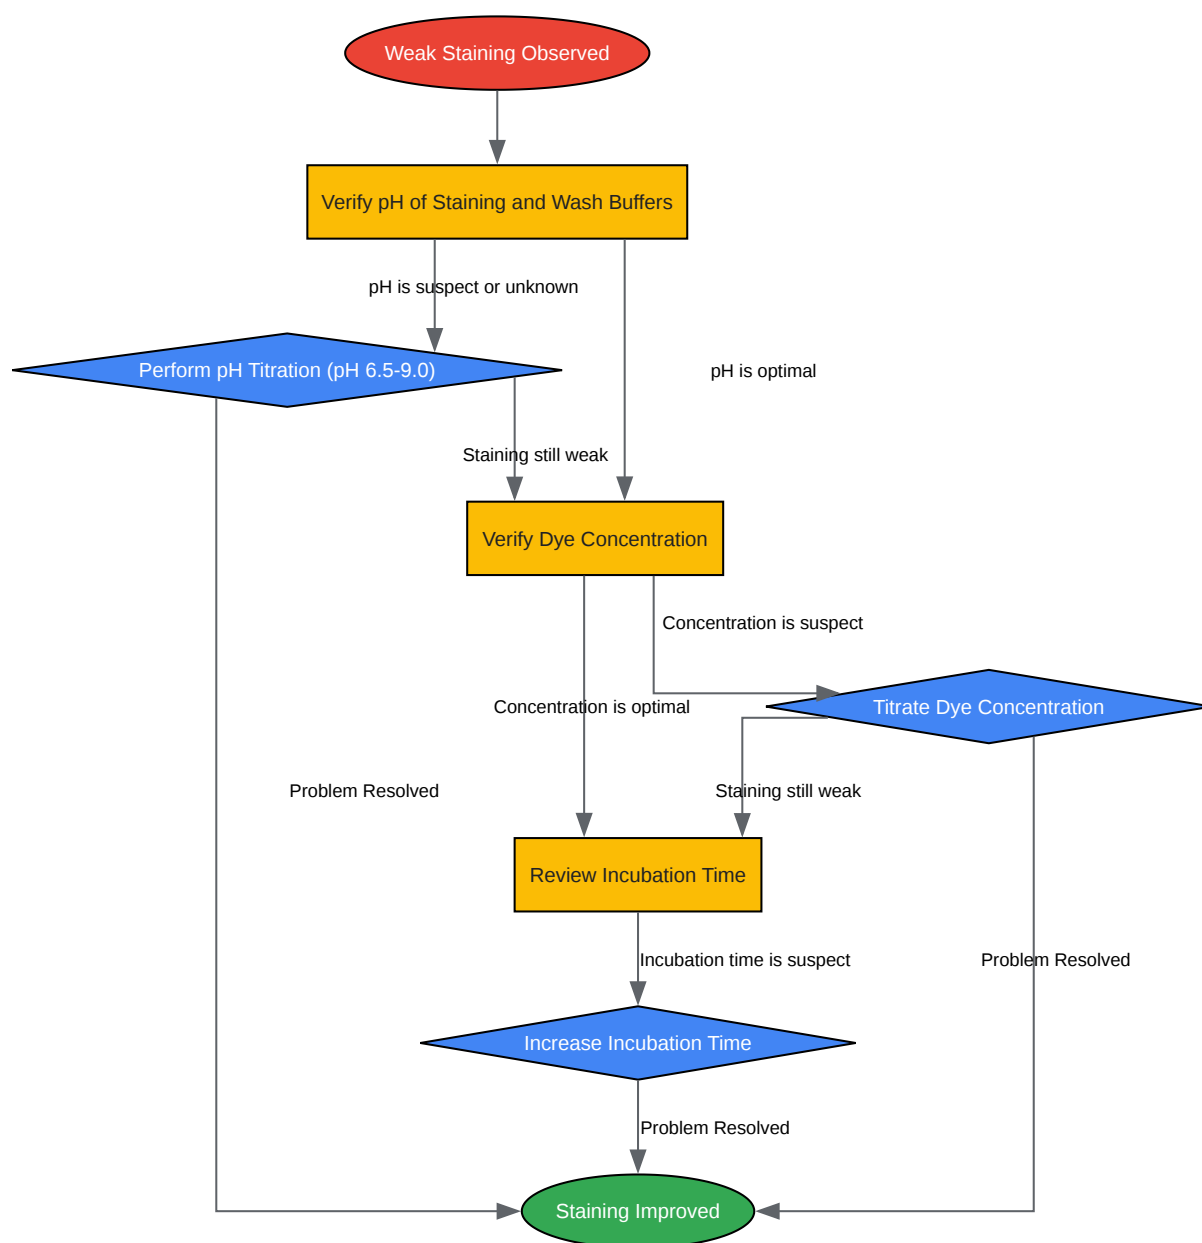 Weak Staining Observed
Verify pH of Staining and Wash Buffers
pH is suspect or unknown
Perform pH Titration (pH 6.5-9.0)
pH is optimal
Staining still weak
Verify Dye Concentration
Concentration is suspect
Concentration is optimal
Titrate Dye Concentration
Problem Resolved
Staining still weak
Review Incubation Time
Incubation time is suspect
Problem Resolved
Increase Incubation Time
Problem Resolved
Staining Improved